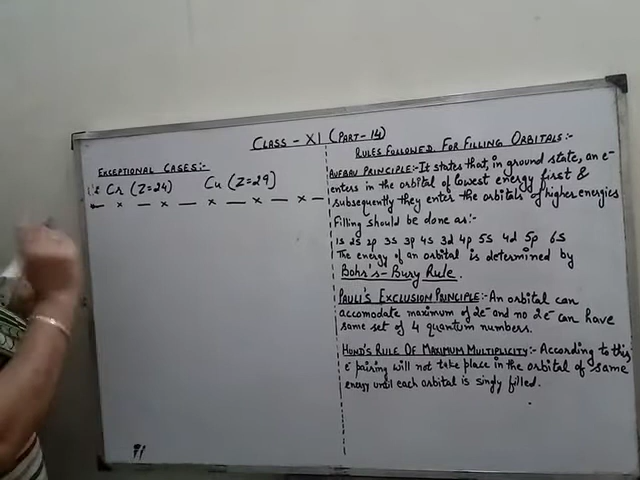 CLASS - XI (PART-14)
EXCEPTIONAL CASES:-
Cr (Z=24) Cu (Z=29)
RULES FOLLOWED FOR FILLING ORBITALS:-
AUFBAU PRINCIPLE:- It states that, in ground state, an e⁻
enters in the orbital of lowest energy first &
subsequently they enter the orbitals of higher energies
Filling should be done as:-
1s 2s 2p 3s 3p 4s 3d 4p 5s 4d 5p 6s
The energy of an orbital is determined by
Bohr's-Bury Rule.
PAULI'S EXCLUSION PRINCIPLE:- An orbital can
accomodate maximum of 2e⁻ and no 2 e⁻ can have
same set of 4 quantum numbers.
HUND'S RULE OF MAXIMUM MULTIPLICITY:- According to this
e⁻ pairing will not take place in the orbital of same
energy until each orbital is singly filled.